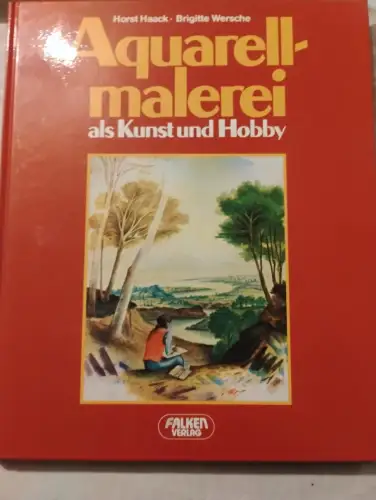 Horst Haack · Brigitte Wersche
Aquarell-
malerei
als Kunst und Hobby
FALKEN
VERLAG